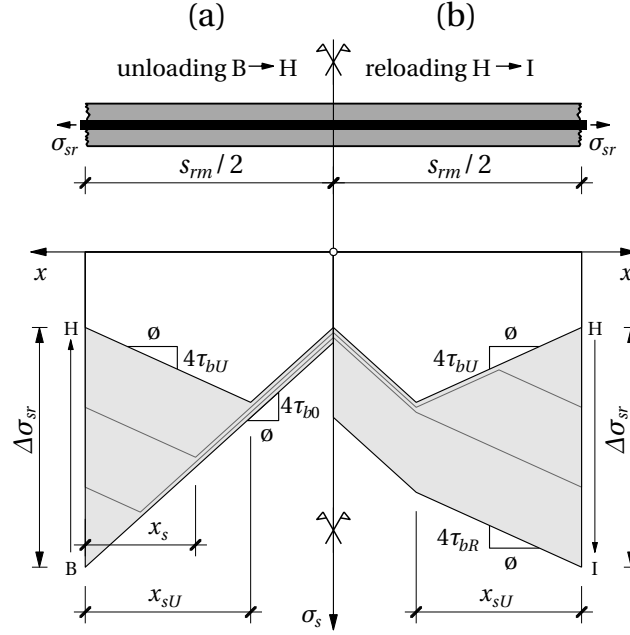 (a) (b)
unloading B → H reloading H → I
σsr σsr
srm/2 srm/2
x x
H H
ø ø
4τbU 4τbU
4τb0
ø
Δσsr Δσsr
xs
4τbR
ø
B I
xsU xsU
σs